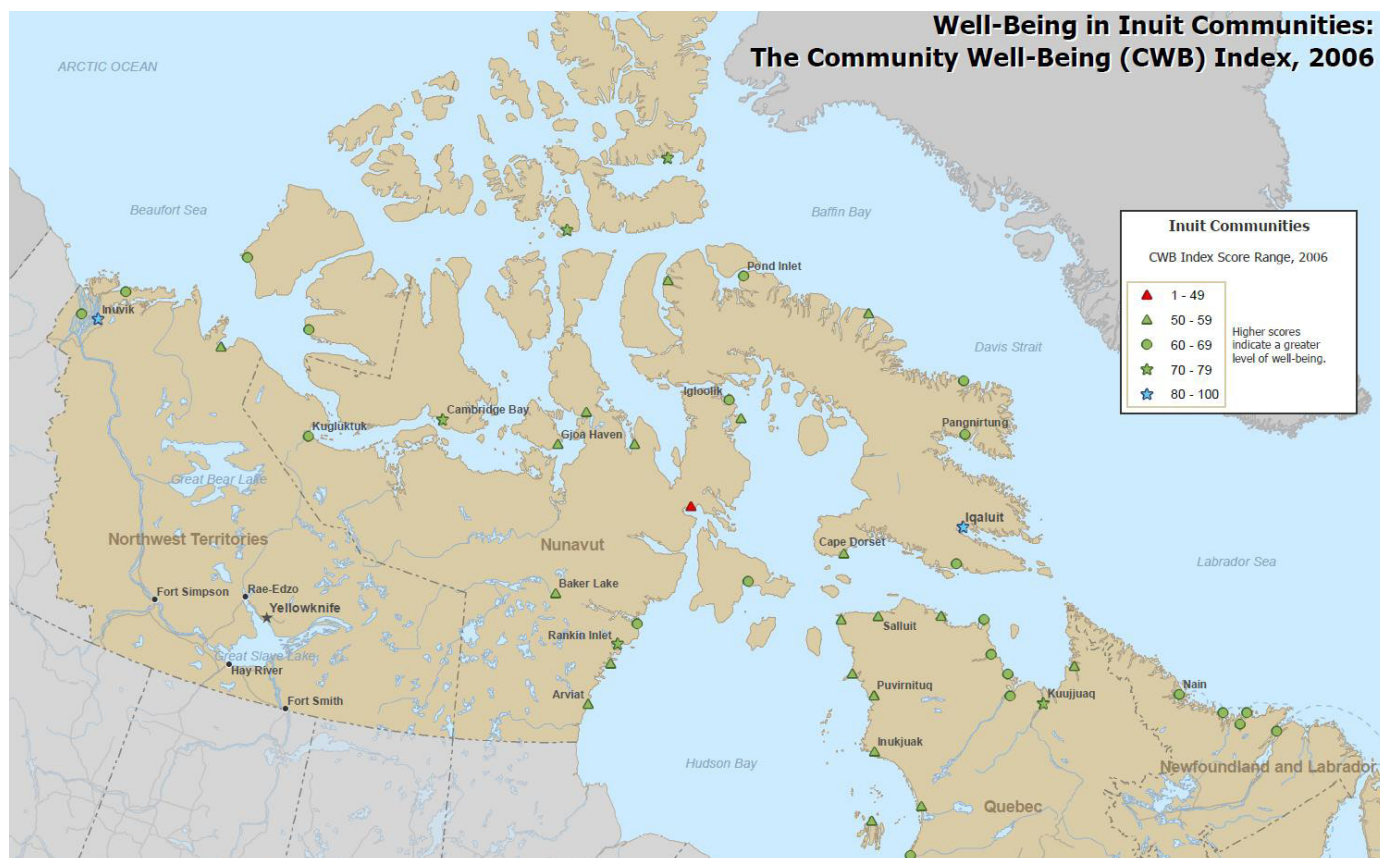 Well-Being in Inuit Communities:
The Community Well-Being (CWB) Index, 2006
ARCTIC OCEAN
Beaufort Sea
Baffin Bay
Inuit Communities
CWB Index Score Range, 2006
1 - 49
50 - 59
60 - 69
70 - 79
80 - 100
Higher scores
indicate a greater
level of well-being.
Pond Inlet
Inuvik
Davis Strait
Igloolik
Cambridge Bay
Kugluktuk
Gjoa Haven
Pangnirtung
Great Bear Lake
Iqaluit
Northwest Territories
Nunavut
Cape Dorset
Labrador Sea
Baker Lake
Fort Simpson
Rae-Edzo
Yellowknife
Salluit
Rankin Inlet
Great Slave Lake
Hay River
Puvirnituq
Kuujjuaq
Nain
Arviat
Fort Smith
Inukjuak
Hudson Bay
Newfoundland and Labrador
Quebec